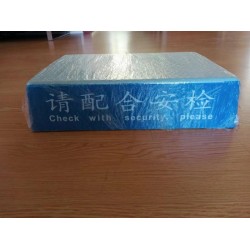 请配合安检
Check with security, please